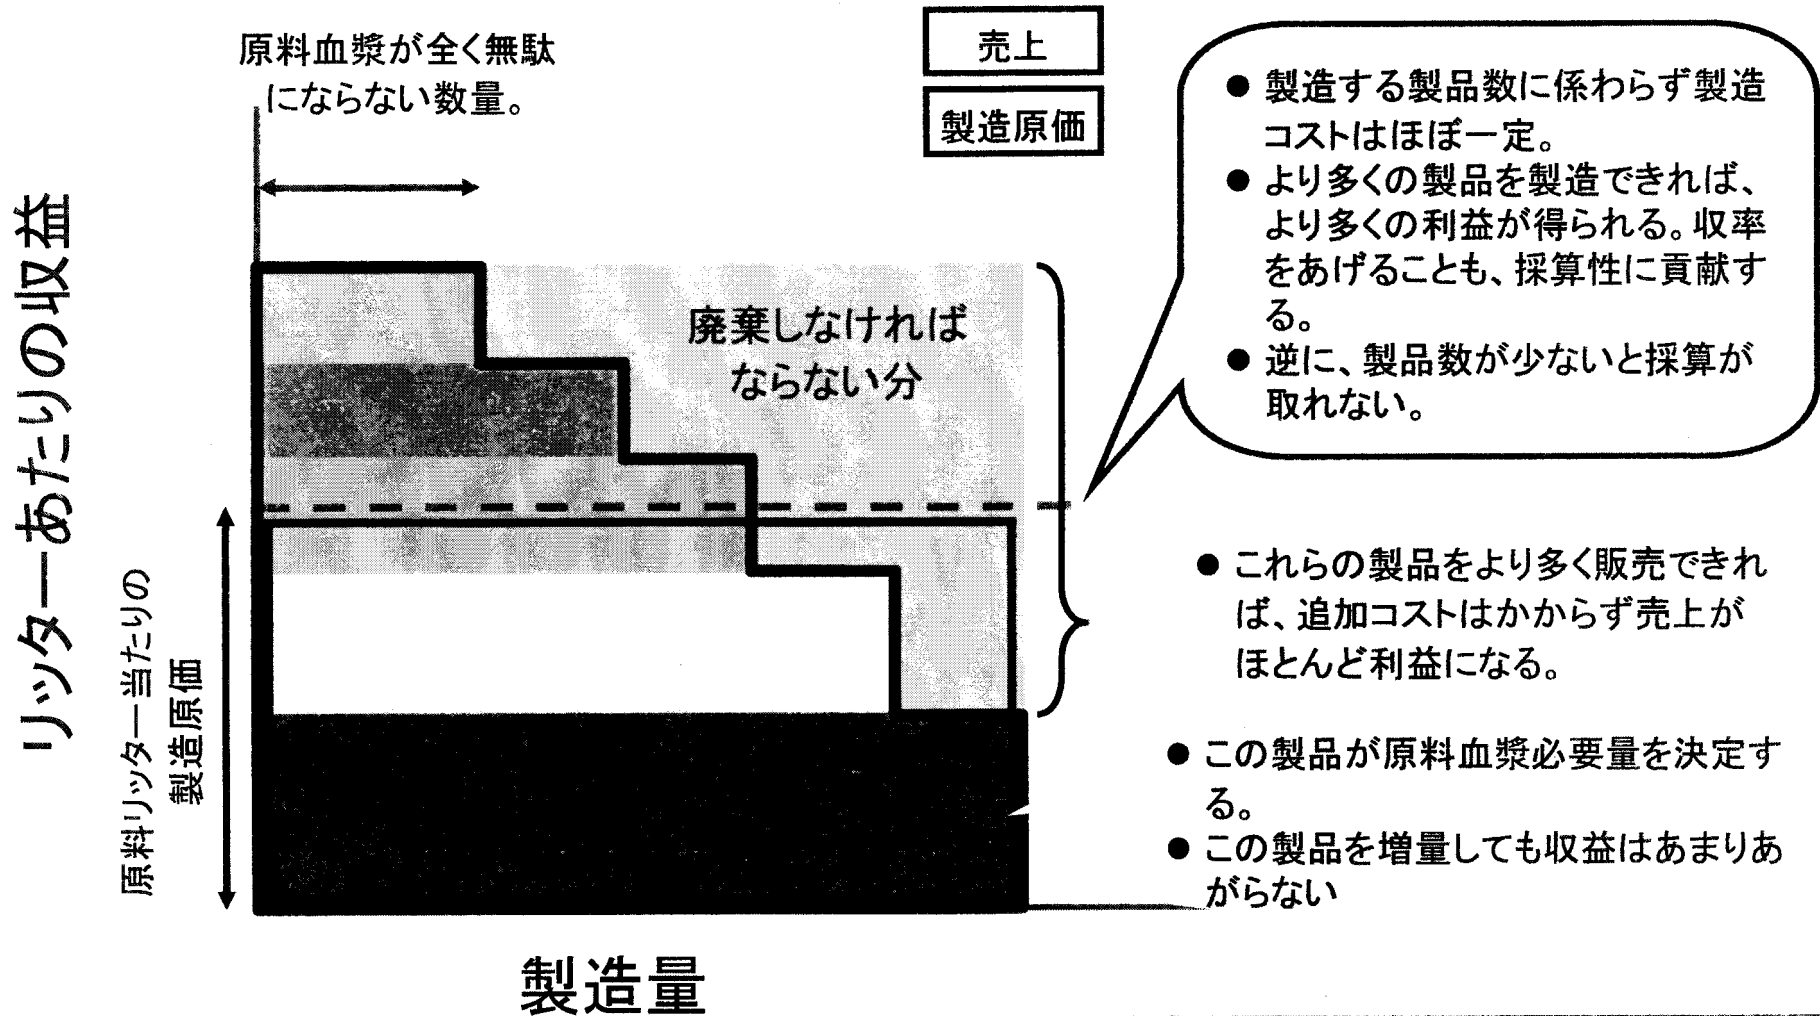 原料血漿が全く無駄
にならない数量。
売上
製造原価
● 製造する製品数に係わらず製造
コストはほぼ一定。
● より多くの製品を製造できれば、
より多くの利益が得られる。収率
をあげることも、採算性に貢献す
る。
● 逆に、製品数が少ないと採算が
取れない。
廃棄しなければ
ならない分
リッターあたりの収益
原料リッター当たりの
製造原価
● これらの製品をより多く販売できれ
ば、追加コストはかからず売上が
ほとんど利益になる。
● この製品が原料血漿必要量を決定す
る。
● この製品を増量しても収益はあまりあ
がらない
製造量